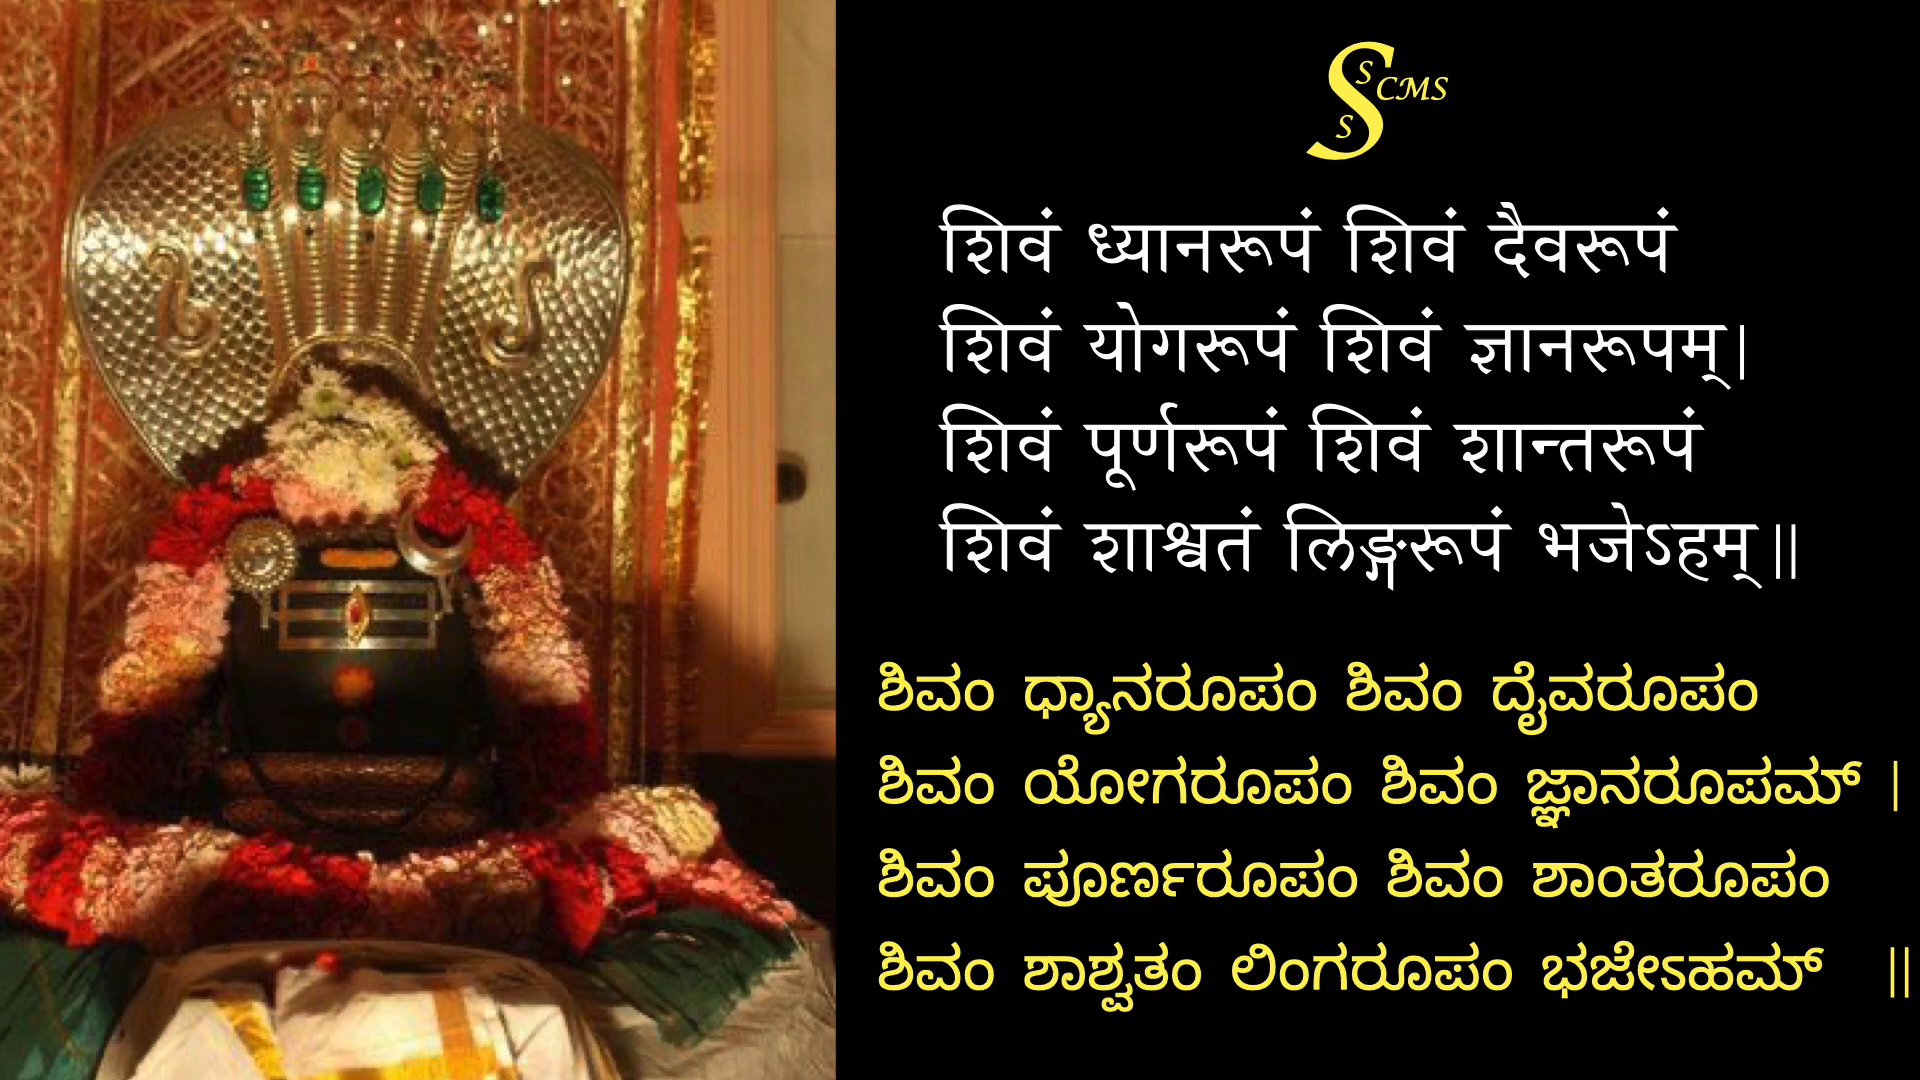 S S S CMS
शिवं ध्यानरूपं शिवं दैवरूपं
शिवं योगरूपं शिवं ज्ञानरूपम्|
शिवं पूर्णरूपं शिवं शान्तरूपं
शिवं शाश्वतं लिङ्गरूपं भजेऽहम्||
ಶಿವಂ ಧ್ಯಾನರೂಪಂ ಶಿವಂ ದೈವರೂಪಂ
ಶಿವಂ ಯೋಗರೂಪಂ ಶಿವಂ ಜ್ಞಾನರೂಪಮ್ |
ಶಿವಂ ಪೂರ್ಣರೂಪಂ ಶಿವಂ ಶಾಂತರೂಪಂ
ಶಿವಂ ಶಾಶ್ವತಂ ಲಿಂಗರೂಪಂ ಭಜೇಽಹಮ್ ||